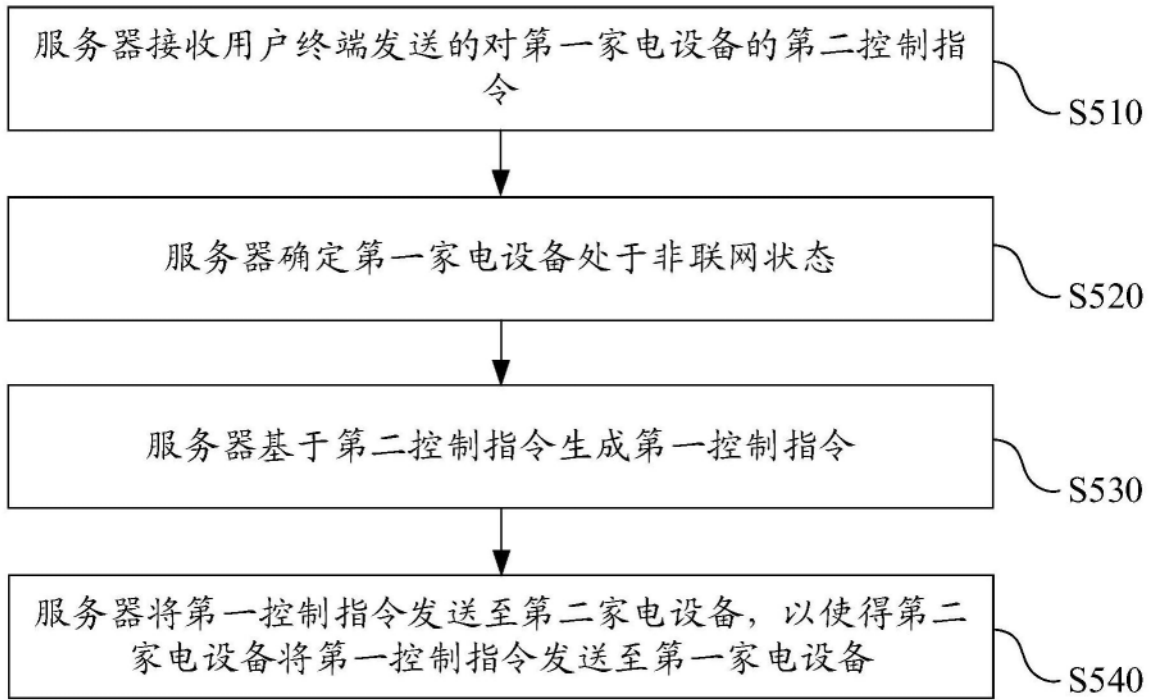 服务器接收用户终端发送的对第一家电设备的第二控制指
令
S510
服务器确定第一家电设备处于非联网状态
S520
服务器基于第二控制指令生成第一控制指令
S530
服务器将第一控制指令发送至第二家电设备，以使得第二
家电设备将第一控制指令发送至第一家电设备
S540